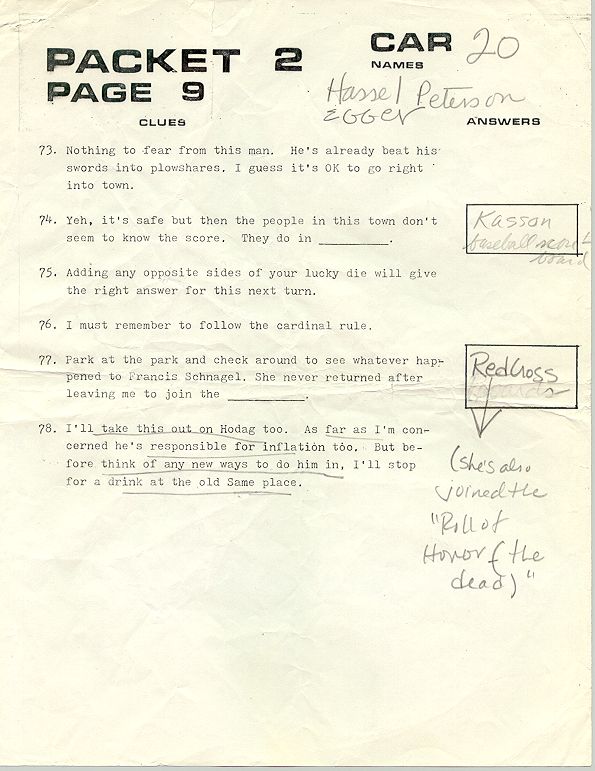 PACKET 2
PAGE 9
CAR 20
NAMES
Hassel Peterson
EGGER
CLUES
ANSWERS
73. Nothing to fear from this man. He's already beat his
swords into plowshares. I guess it's OK to go right
into town.
74. Yeh, it's safe but then the people in this town don't
seem to know the score. They do in __________.
Kasson
baseball score
board
75. Adding any opposite sides of your lucky die will give
the right answer for this next turn.
76. I must remember to follow the cardinal rule.
77. Park at the park and check around to see whatever hap-
pened to Francis Schnagel. She never returned after
leaving me to join the ___________.
Red Cross
78. I'll take this out on Hodag too. As far as I'm con-
cerned he's responsible for inflation too. But be-
fore think of any new ways to do him in, I'll stop
for a drink at the old Same place.
(she's also
joined the
"Roll of
Honor (the
dead)"